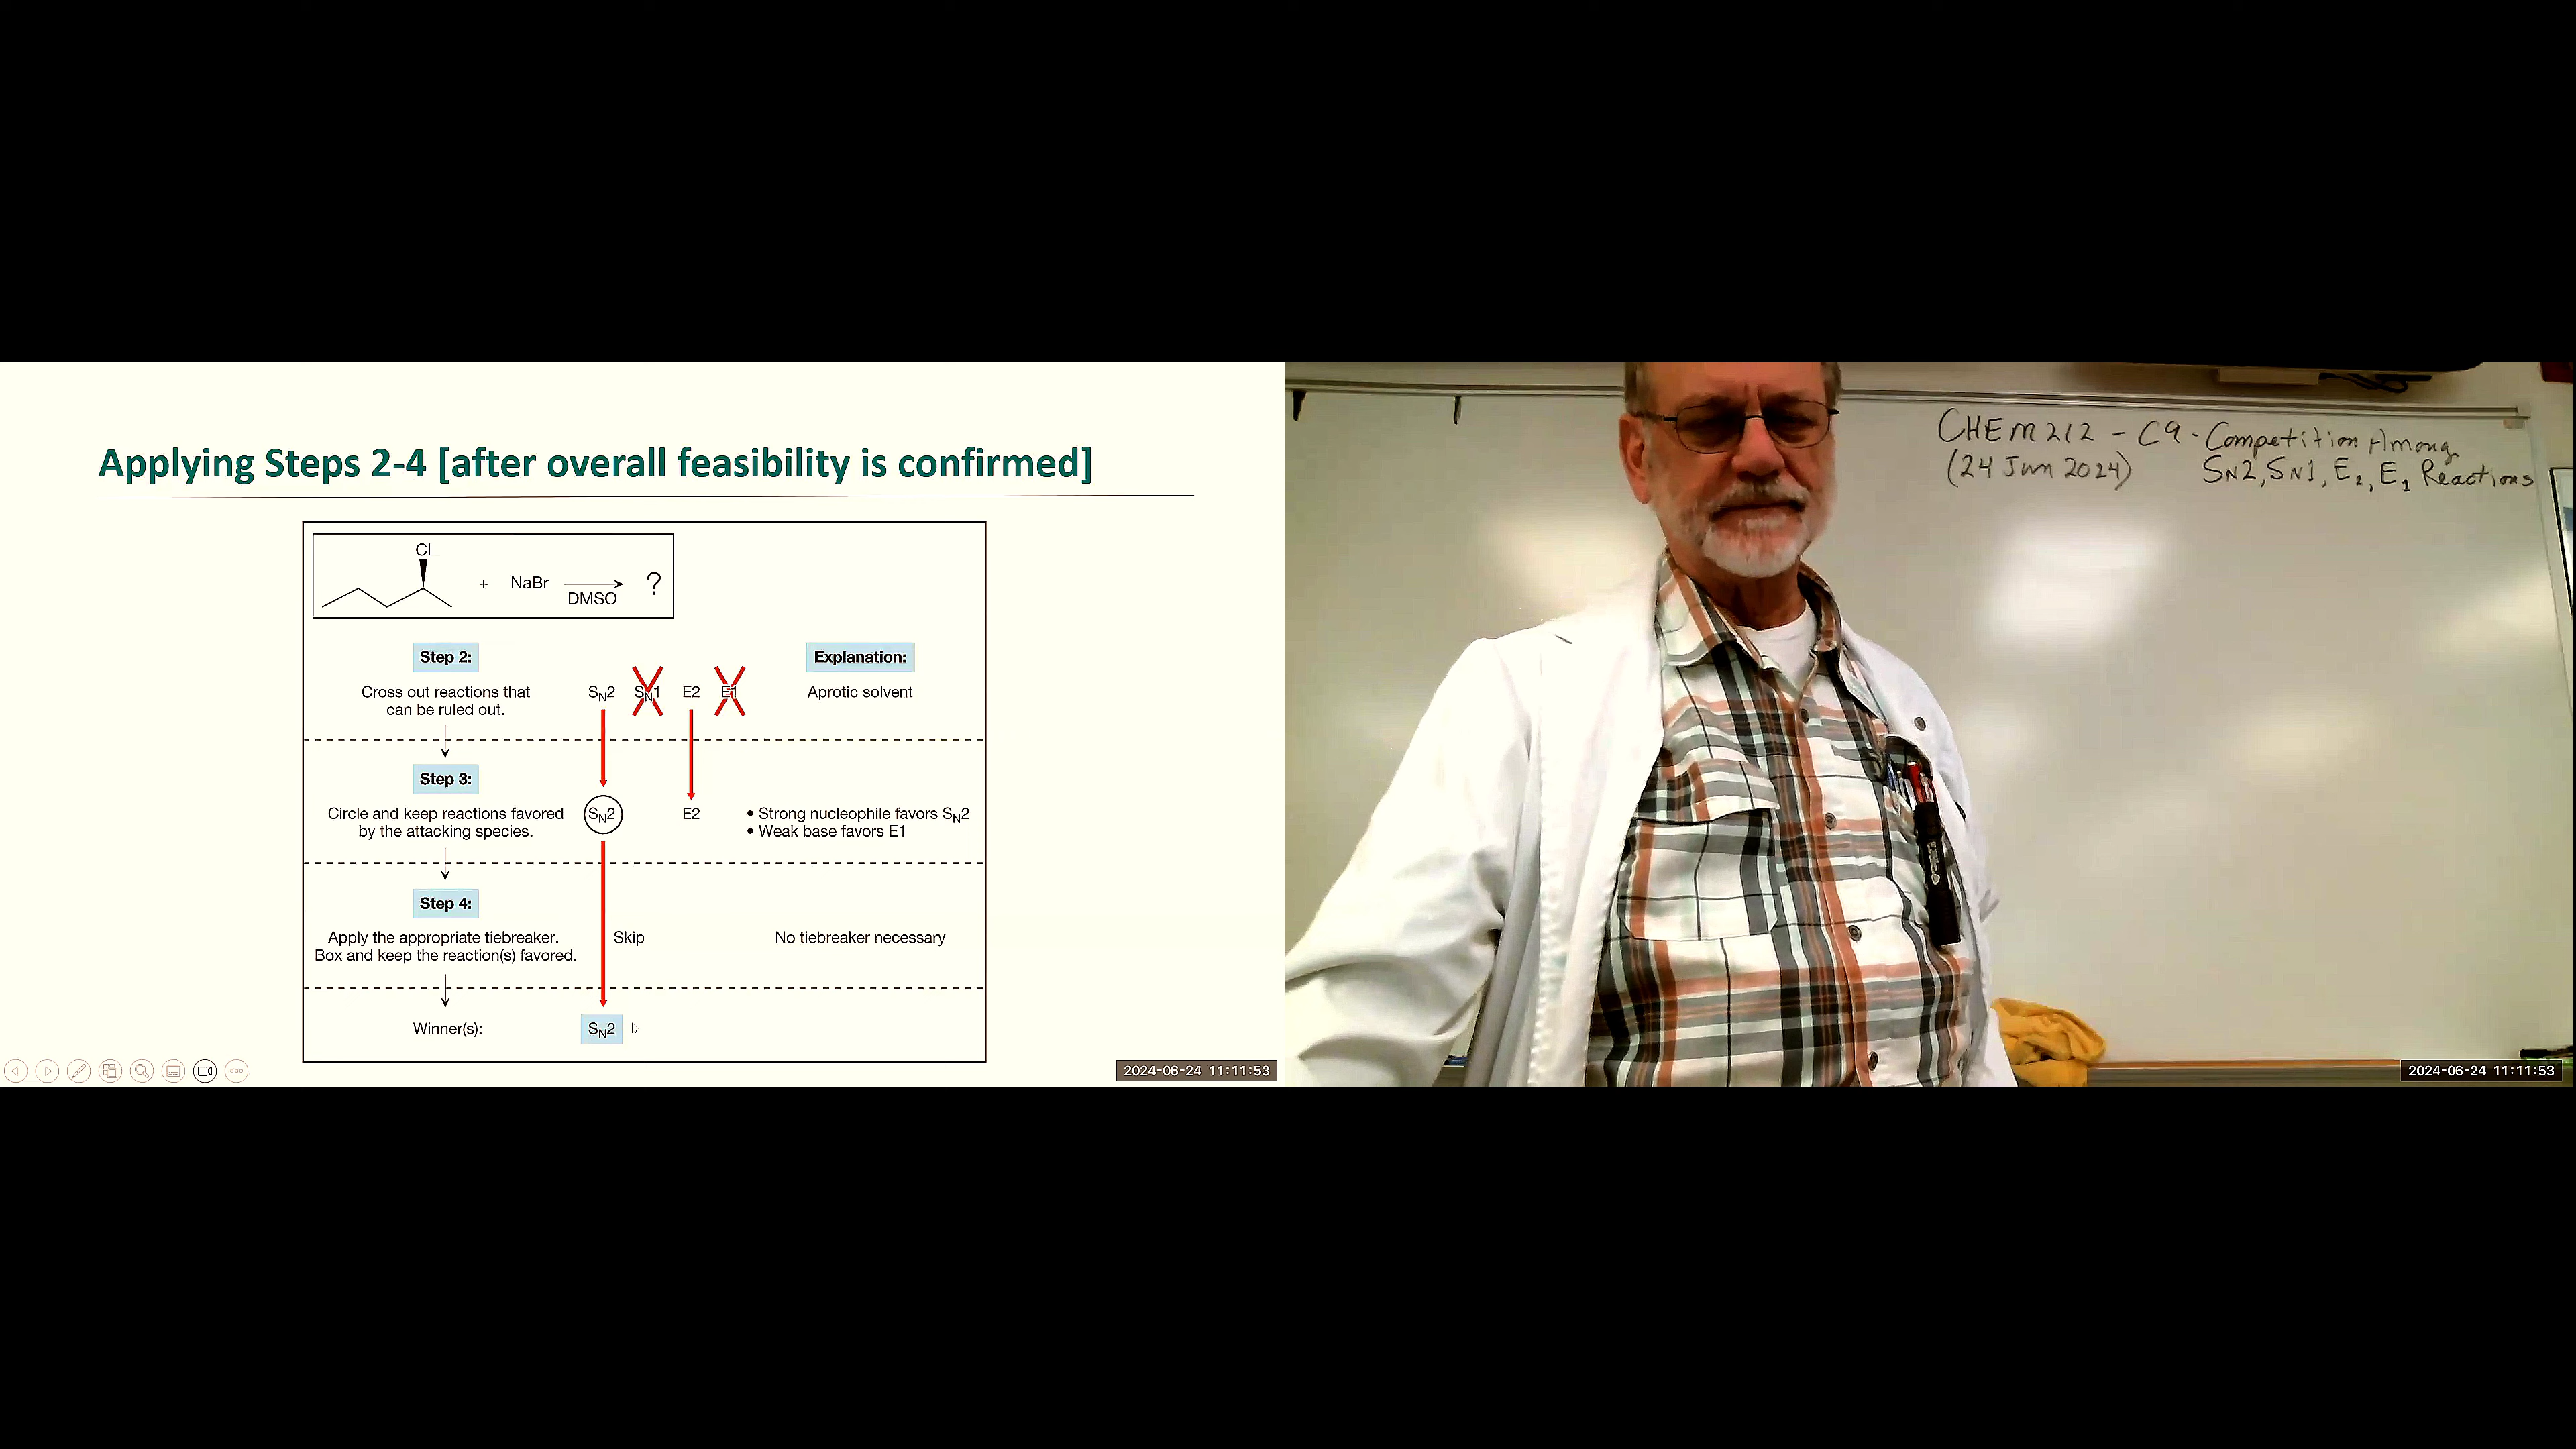 Applying Steps 2-4 [after overall feasibility is confirmed]
Cl
+ NaBr
DMSO
?
Step 2:
Explanation:
Cross out reactions that
can be ruled out.
SN2 SN1 E2 E1
Aprotic solvent
Step 3:
Circle and keep reactions favored
by the attacking species.
SN2 E2
• Strong nucleophile favors SN2
• Weak base favors E1
Step 4:
Apply the appropriate tiebreaker.
Box and keep the reaction(s) favored.
Skip
No tiebreaker necessary
Winner(s):
SN2
2024-06-24 11:11:53
CHEM 212 - C9 - Competition Among
(24 Jun 2024) SN2, SN1, E2, E1 Reactions
2024-06-24 11:11:53